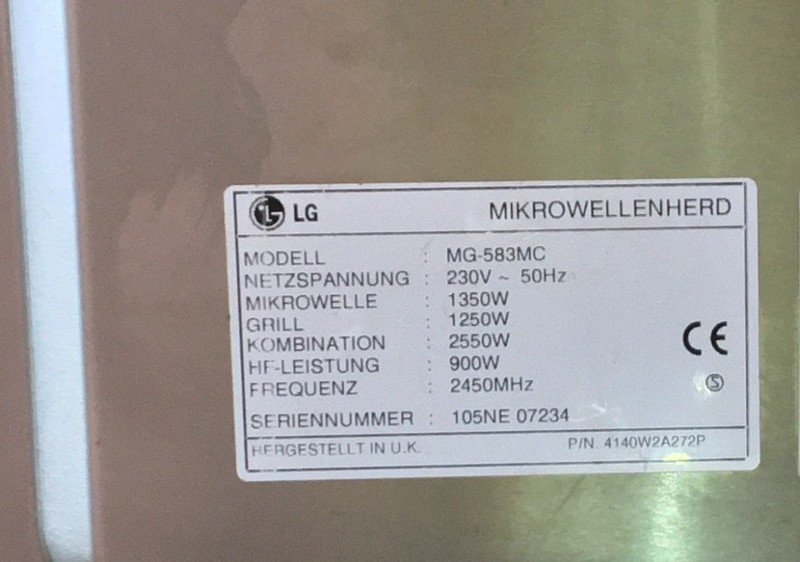 LG MIKROWELLENHERD
MODELL : MG-583MC
NETZSPANNUNG : 230V ~ 50Hz
MIKROWELLE : 1350W
GRILL : 1250W
KOMBINATION : 2550W
HF-LEISTUNG : 900W
FREQUENZ : 2450MHz
CE
S
SERIENNUMMER : 105NE 07234
HERGESTELLT IN U.K. P/N. 4140W2A272P